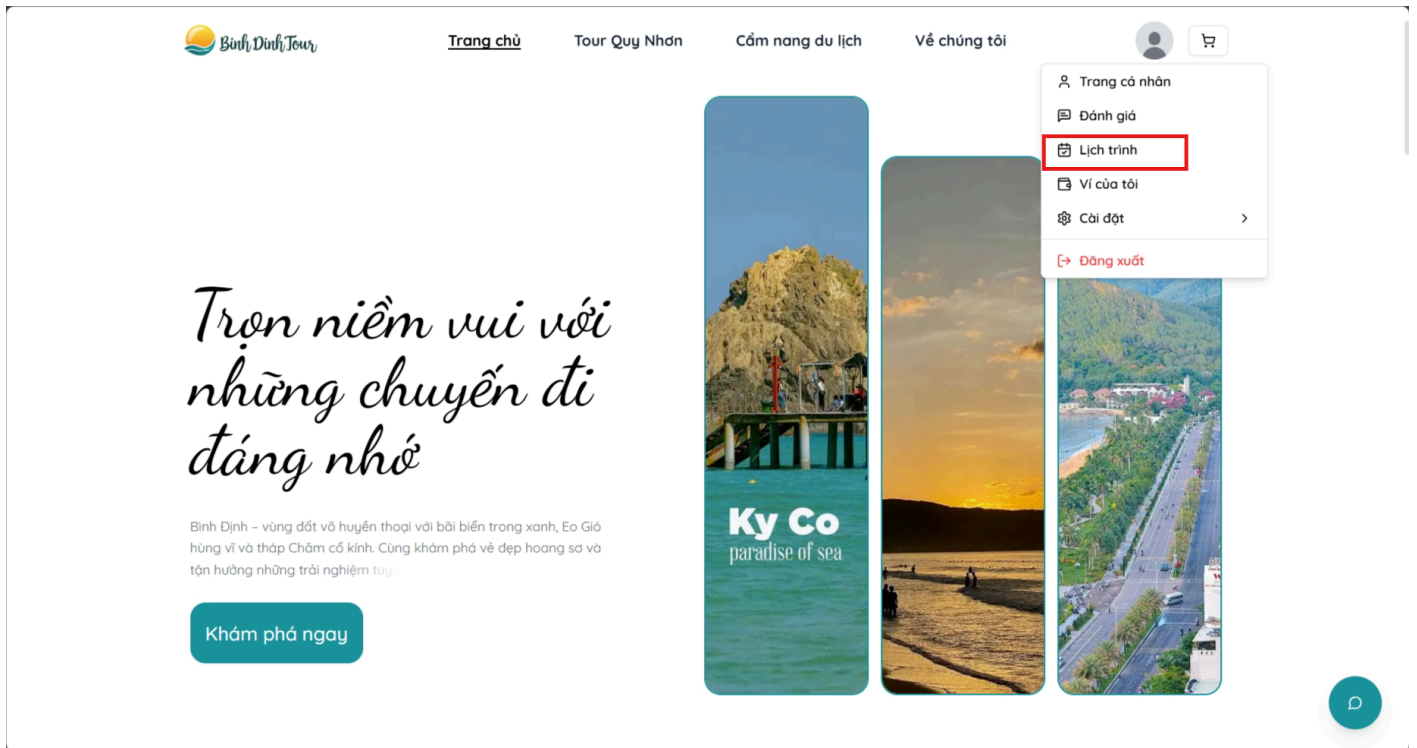 Bình Định Tour
Trang chủ
Tour Quy Nhơn
Cẩm nang du lịch
Về chúng tôi
Trang cá nhân
Đánh giá
Lịch trình
Ví của tôi
Cài đặt
Đăng xuất
Trọn niềm vui với
những chuyến đi
đáng nhớ
Bình Định – vùng đất võ huyền thoại với bãi biển trong xanh, Eo Gió
hùng vĩ và tháp Chăm cổ kính. Cùng khám phá vẻ đẹp hoang sơ và
tận hưởng những trải nghiệm
Khám phá ngay
Ky Co
paradise of sea